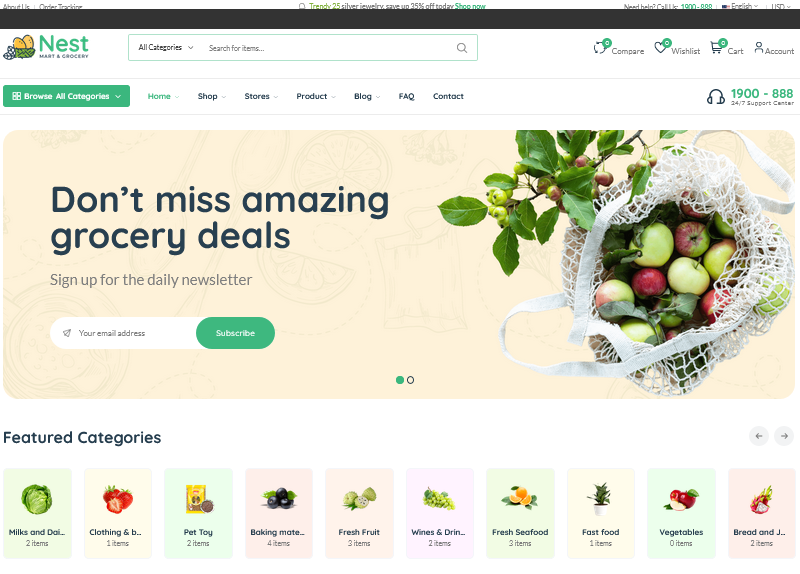 About Us | Order Tracking
Trendy 25 silver jewelry, save up 35% off today Shop now
Need help? Call Us: 1900 - 888 | English | USD
Nest
MART & GROCERY
All Categories
Search for items...
0 Compare
0 Wishlist
0 Cart
Account
Browse All Categories
Home
Shop
Stores
Product
Blog
FAQ
Contact
1900 - 888
24/7 Support Center
Don’t miss amazing
grocery deals
Sign up for the daily newsletter
Your email address
Subscribe
Featured Categories
Milks and Dai...
2 items
Clothing & b...
1 items
Pet Toy
2 items
Baking mate...
4 items
Fresh Fruit
3 items
Wines & Drin...
2 items
Fresh Seafood
3 items
Fast food
1 items
Vegetables
0 items
Bread and J...
2 items